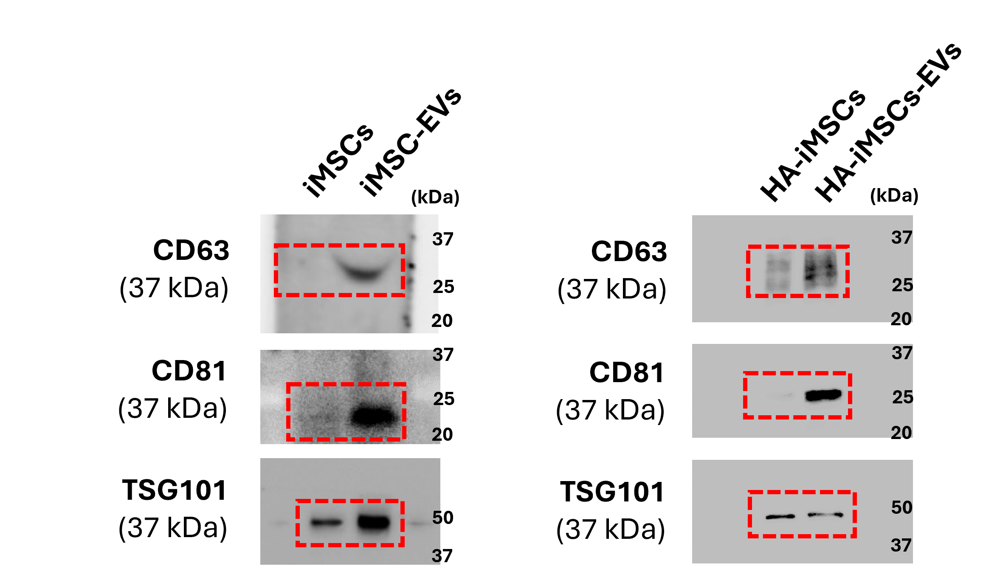 iMSCs
iMSC-EVs
(kDa)
CD63
(37 kDa)
37
25
20
CD81
(37 kDa)
37
25
20
TSG101
(37 kDa)
50
37
HA-iMSCs
HA-iMSCs-EVs
(kDa)
CD63
(37 kDa)
37
25
20
CD81
(37 kDa)
37
25
20
TSG101
(37 kDa)
50
37